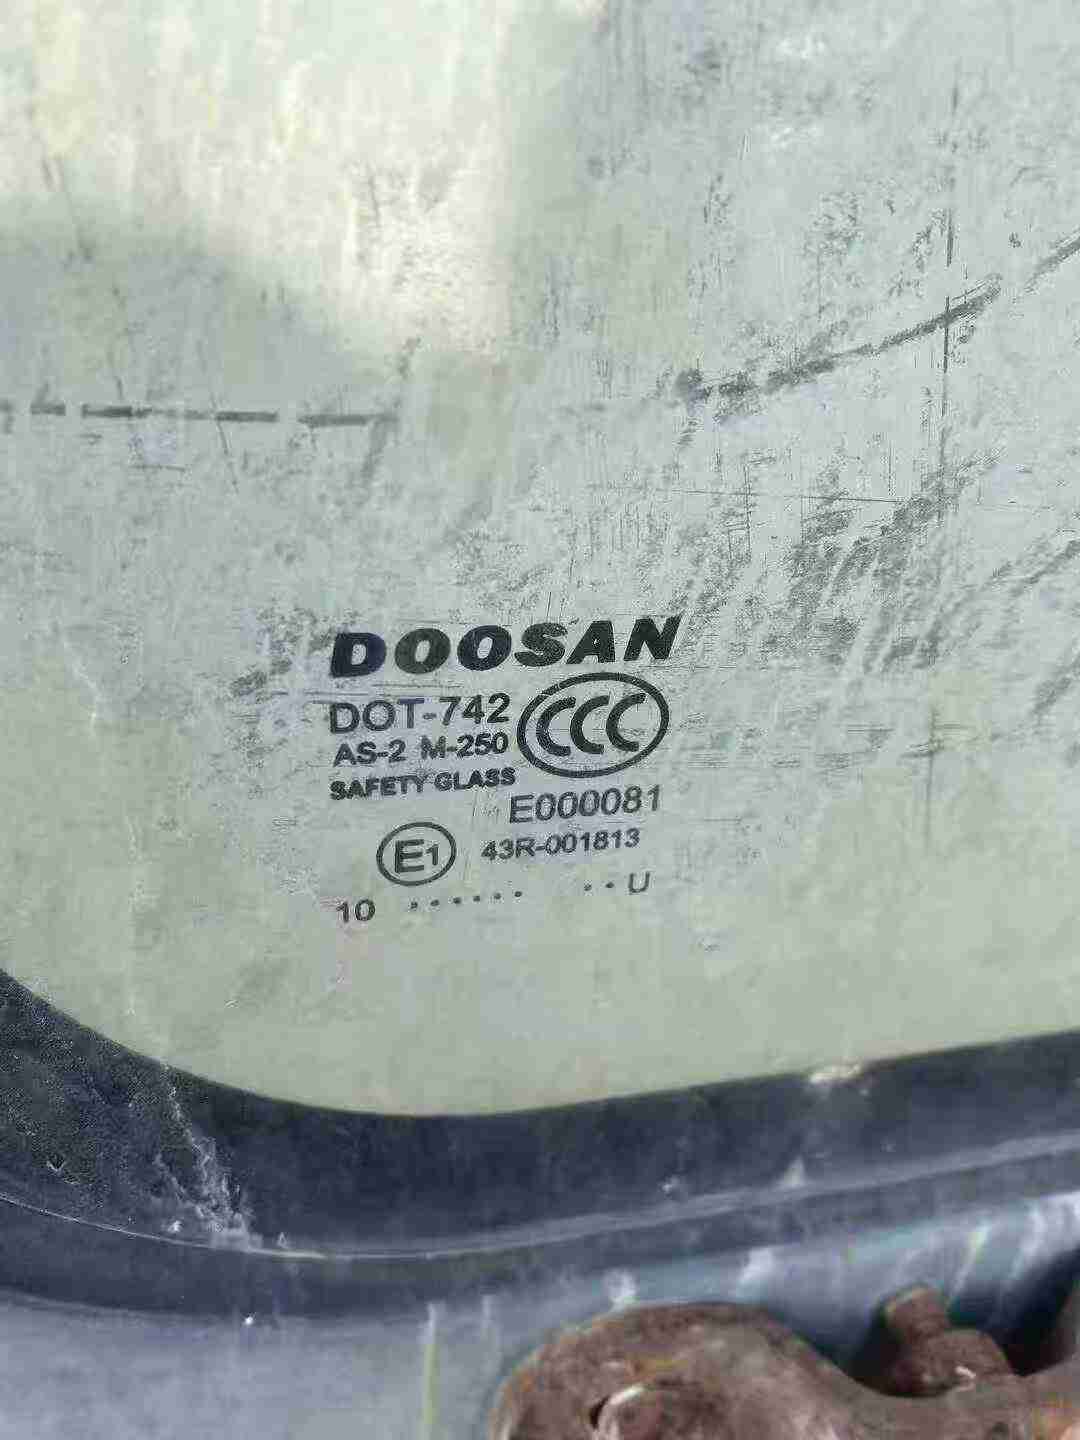 DOOSAN
DOT-742 CCC
AS-2 M-250
SAFETY GLASS
E000081
E1 43R-001813
10 ...... ..U